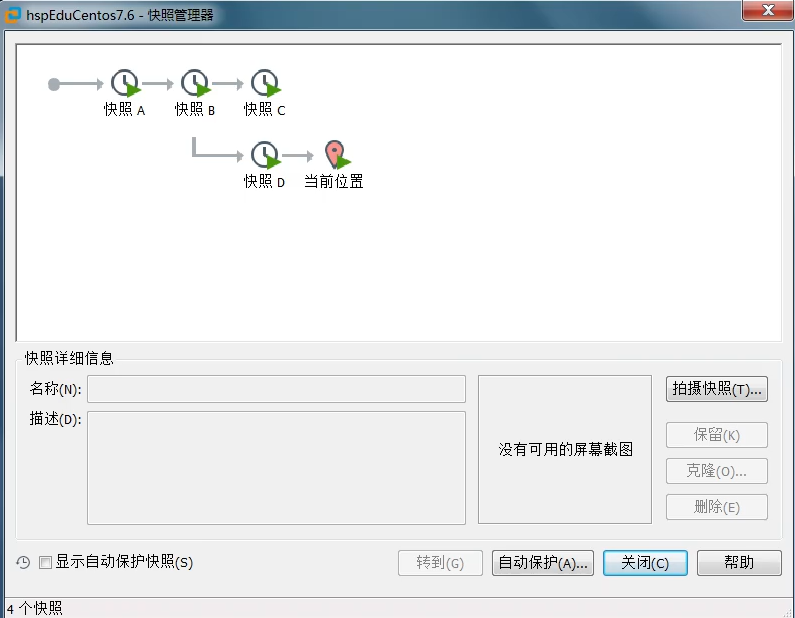 hspEduCentos7.6 - 快照管理器
快照 A
快照 B
快照 C
快照 D
当前位置
快照详细信息
名称(N):
描述(D):
没有可用的屏幕截图
拍摄快照(T)...
保留(K)
克隆(O)...
删除(E)
显示自动保护快照(S)
转到(G)
自动保护(A)...
关闭(C)
帮助
4 个快照